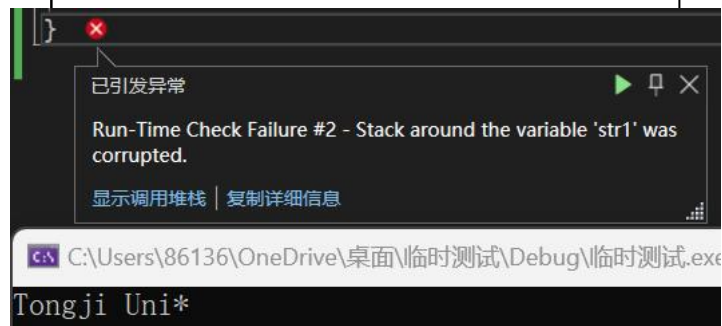 }
已引发异常
Run-Time Check Failure #2 - Stack around the variable 'str1' was
corrupted.
显示调用堆栈 | 复制详细信息
C:\Users\86136\OneDrive\桌面\临时测试\Debug\临时测试.exe
Tongji Uni*